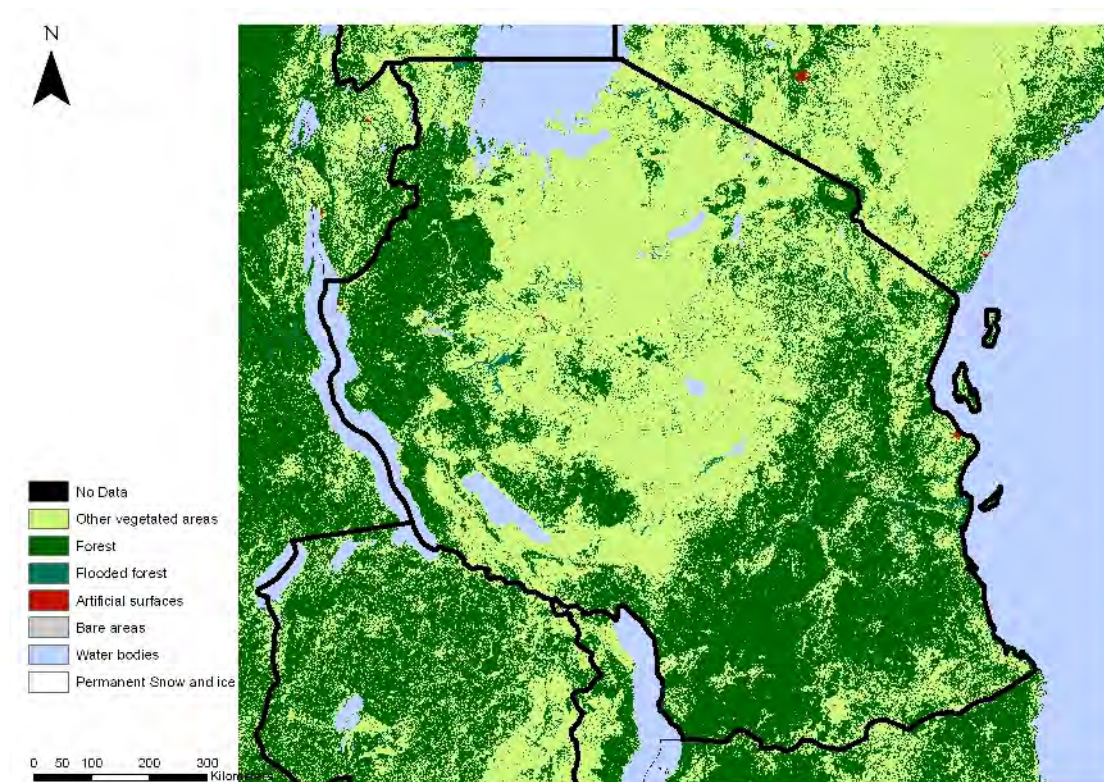 N
No Data
Other vegetated areas
Forest
Flooded forest
Artificial surfaces
Bare areas
Water bodies
Permanent Snow and ice
0 50 100 200 300